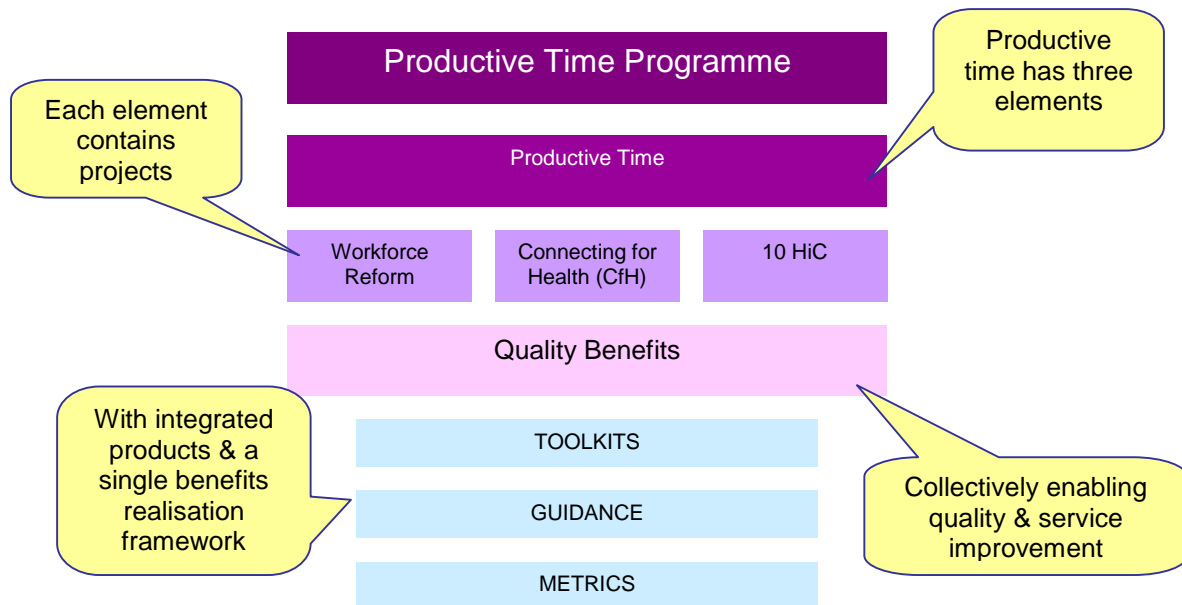 Productive Time Programme
Productive
time has three
elements
Each element
contains
projects
Productive Time
Workforce
Reform
Connecting for
Health (CfH)
10 HiC
Quality Benefits
With integrated
products & a
single benefits
realisation
framework
TOOLKITS
GUIDANCE
METRICS
Collectively enabling
quality & service
improvement